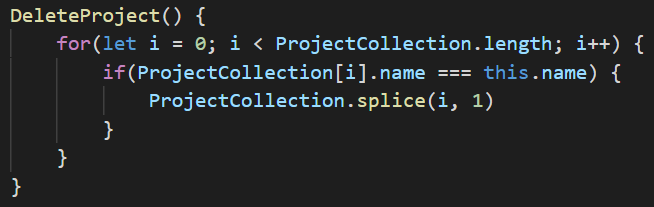 DeleteProject() {
    for(let i = 0; i < ProjectCollection.length; i++) {
        if(ProjectCollection[i].name === this.name) {
            ProjectCollection.splice(i, 1)
        }
    }
}